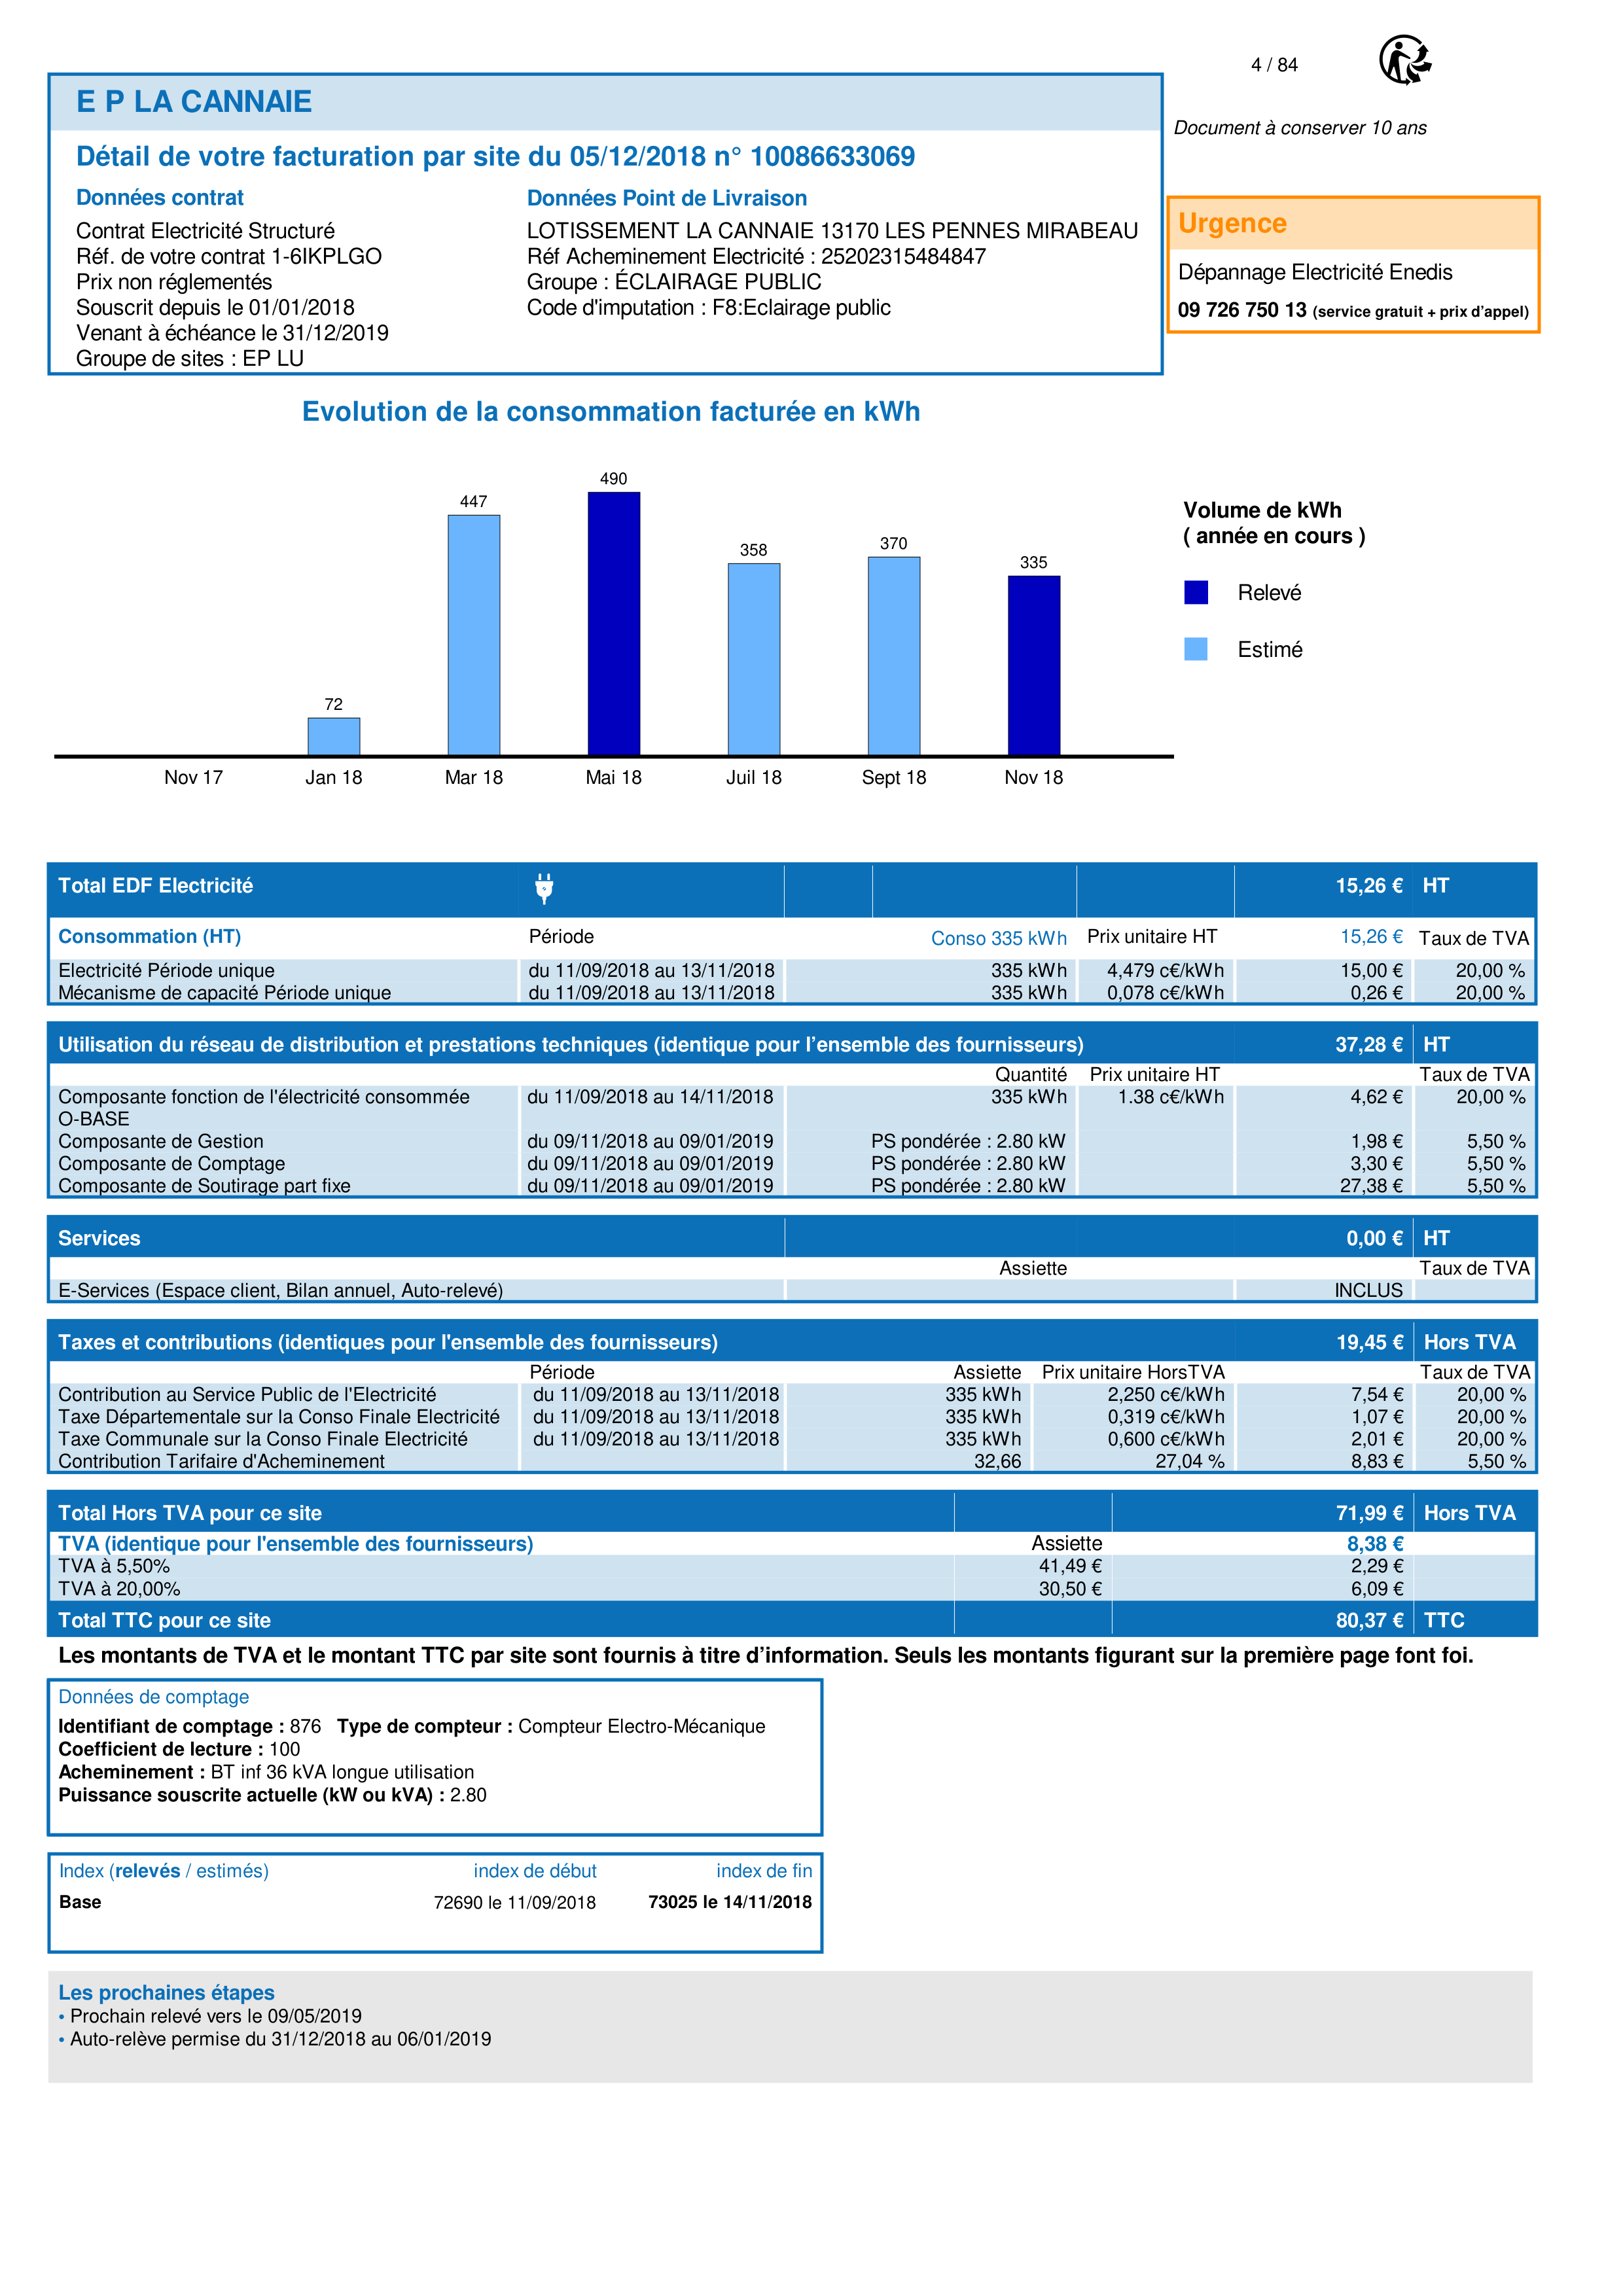 4 / 84
E P LA CANNAIE
Document à conserver 10 ans
Détail de votre facturation par site du 05/12/2018 n° 10086633069
Données contrat
Contrat Electricité Structuré
Réf. de votre contrat 1-6IKPLGO
Prix non réglementés
Souscrit depuis le 01/01/2018
Venant à échéance le 31/12/2019
Groupe de sites : EP LU
Données Point de Livraison
LOTISSEMENT LA CANNAIE 13170 LES PENNES MIRABEAU
Réf Acheminement Electricité : 25202315484847
Groupe : ÉCLAIRAGE PUBLIC
Code d'imputation : F8:Eclairage public
Urgence
Dépannage Electricité Enedis
09 726 750 13 (service gratuit + prix d’appel)
Evolution de la consommation facturée en kWh
72
447
490
358
370
335
Nov 17 Jan 18 Mar 18 Mai 18 Juil 18 Sept 18 Nov 18
Volume de kWh
( année en cours )
Relevé
Estimé
Total EDF Electricité 15,26 € HT
Consommation (HT) Période Conso 335 kWh Prix unitaire HT 15,26 € Taux de TVA
Electricité Période unique du 11/09/2018 au 13/11/2018 335 kWh 4,479 c€/kWh 15,00 € 20,00 %
Mécanisme de capacité Période unique du 11/09/2018 au 13/11/2018 335 kWh 0,078 c€/kWh 0,26 € 20,00 %
Utilisation du réseau de distribution et prestations techniques (identique pour l’ensemble des fournisseurs) 37,28 € HT
Quantité Prix unitaire HT Taux de TVA
Composante fonction de l'électricité consommée du 11/09/2018 au 14/11/2018 335 kWh 1.38 c€/kWh 4,62 € 20,00 %
O-BASE
Composante de Gestion du 09/11/2018 au 09/01/2019 PS pondérée : 2.80 kW 1,98 € 5,50 %
Composante de Comptage du 09/11/2018 au 09/01/2019 PS pondérée : 2.80 kW 3,30 € 5,50 %
Composante de Soutirage part fixe du 09/11/2018 au 09/01/2019 PS pondérée : 2.80 kW 27,38 € 5,50 %
Services 0,00 € HT
Assiette Taux de TVA
E-Services (Espace client, Bilan annuel, Auto-relevé) INCLUS
Taxes et contributions (identiques pour l'ensemble des fournisseurs) 19,45 € Hors TVA
Période Assiette Prix unitaire HorsTVA Taux de TVA
Contribution au Service Public de l'Electricité du 11/09/2018 au 13/11/2018 335 kWh 2,250 c€/kWh 7,54 € 20,00 %
Taxe Départementale sur la Conso Finale Electricité du 11/09/2018 au 13/11/2018 335 kWh 0,319 c€/kWh 1,07 € 20,00 %
Taxe Communale sur la Conso Finale Electricité du 11/09/2018 au 13/11/2018 335 kWh 0,600 c€/kWh 2,01 € 20,00 %
Contribution Tarifaire d'Acheminement 32,66 27,04 % 8,83 € 5,50 %
Total Hors TVA pour ce site 71,99 € Hors TVA
TVA (identique pour l'ensemble des fournisseurs) Assiette 8,38 €
TVA à 5,50% 41,49 € 2,29 €
TVA à 20,00% 30,50 € 6,09 €
Total TTC pour ce site 80,37 € TTC
Les montants de TVA et le montant TTC par site sont fournis à titre d’information. Seuls les montants figurant sur la première page font foi.
Données de comptage
Identifiant de comptage : 876 Type de compteur : Compteur Electro-Mécanique
Coefficient de lecture : 100
Acheminement : BT inf 36 kVA longue utilisation
Puissance souscrite actuelle (kW ou kVA) : 2.80
Index (relevés / estimés) index de début index de fin
Base 72690 le 11/09/2018 73025 le 14/11/2018
Les prochaines étapes
• Prochain relevé vers le 09/05/2019
• Auto-relève permise du 31/12/2018 au 06/01/2019